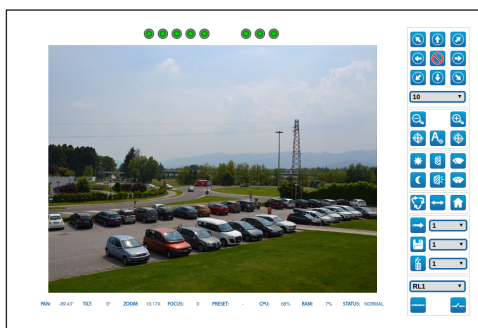 10
A
1
1
1
RL1
PAN: -89.43° TILT: 0° ZOOM: 10.17X FOCUS: 0 PRESET: - CPU: 68% RAM: 7% STATUS: NORMAL